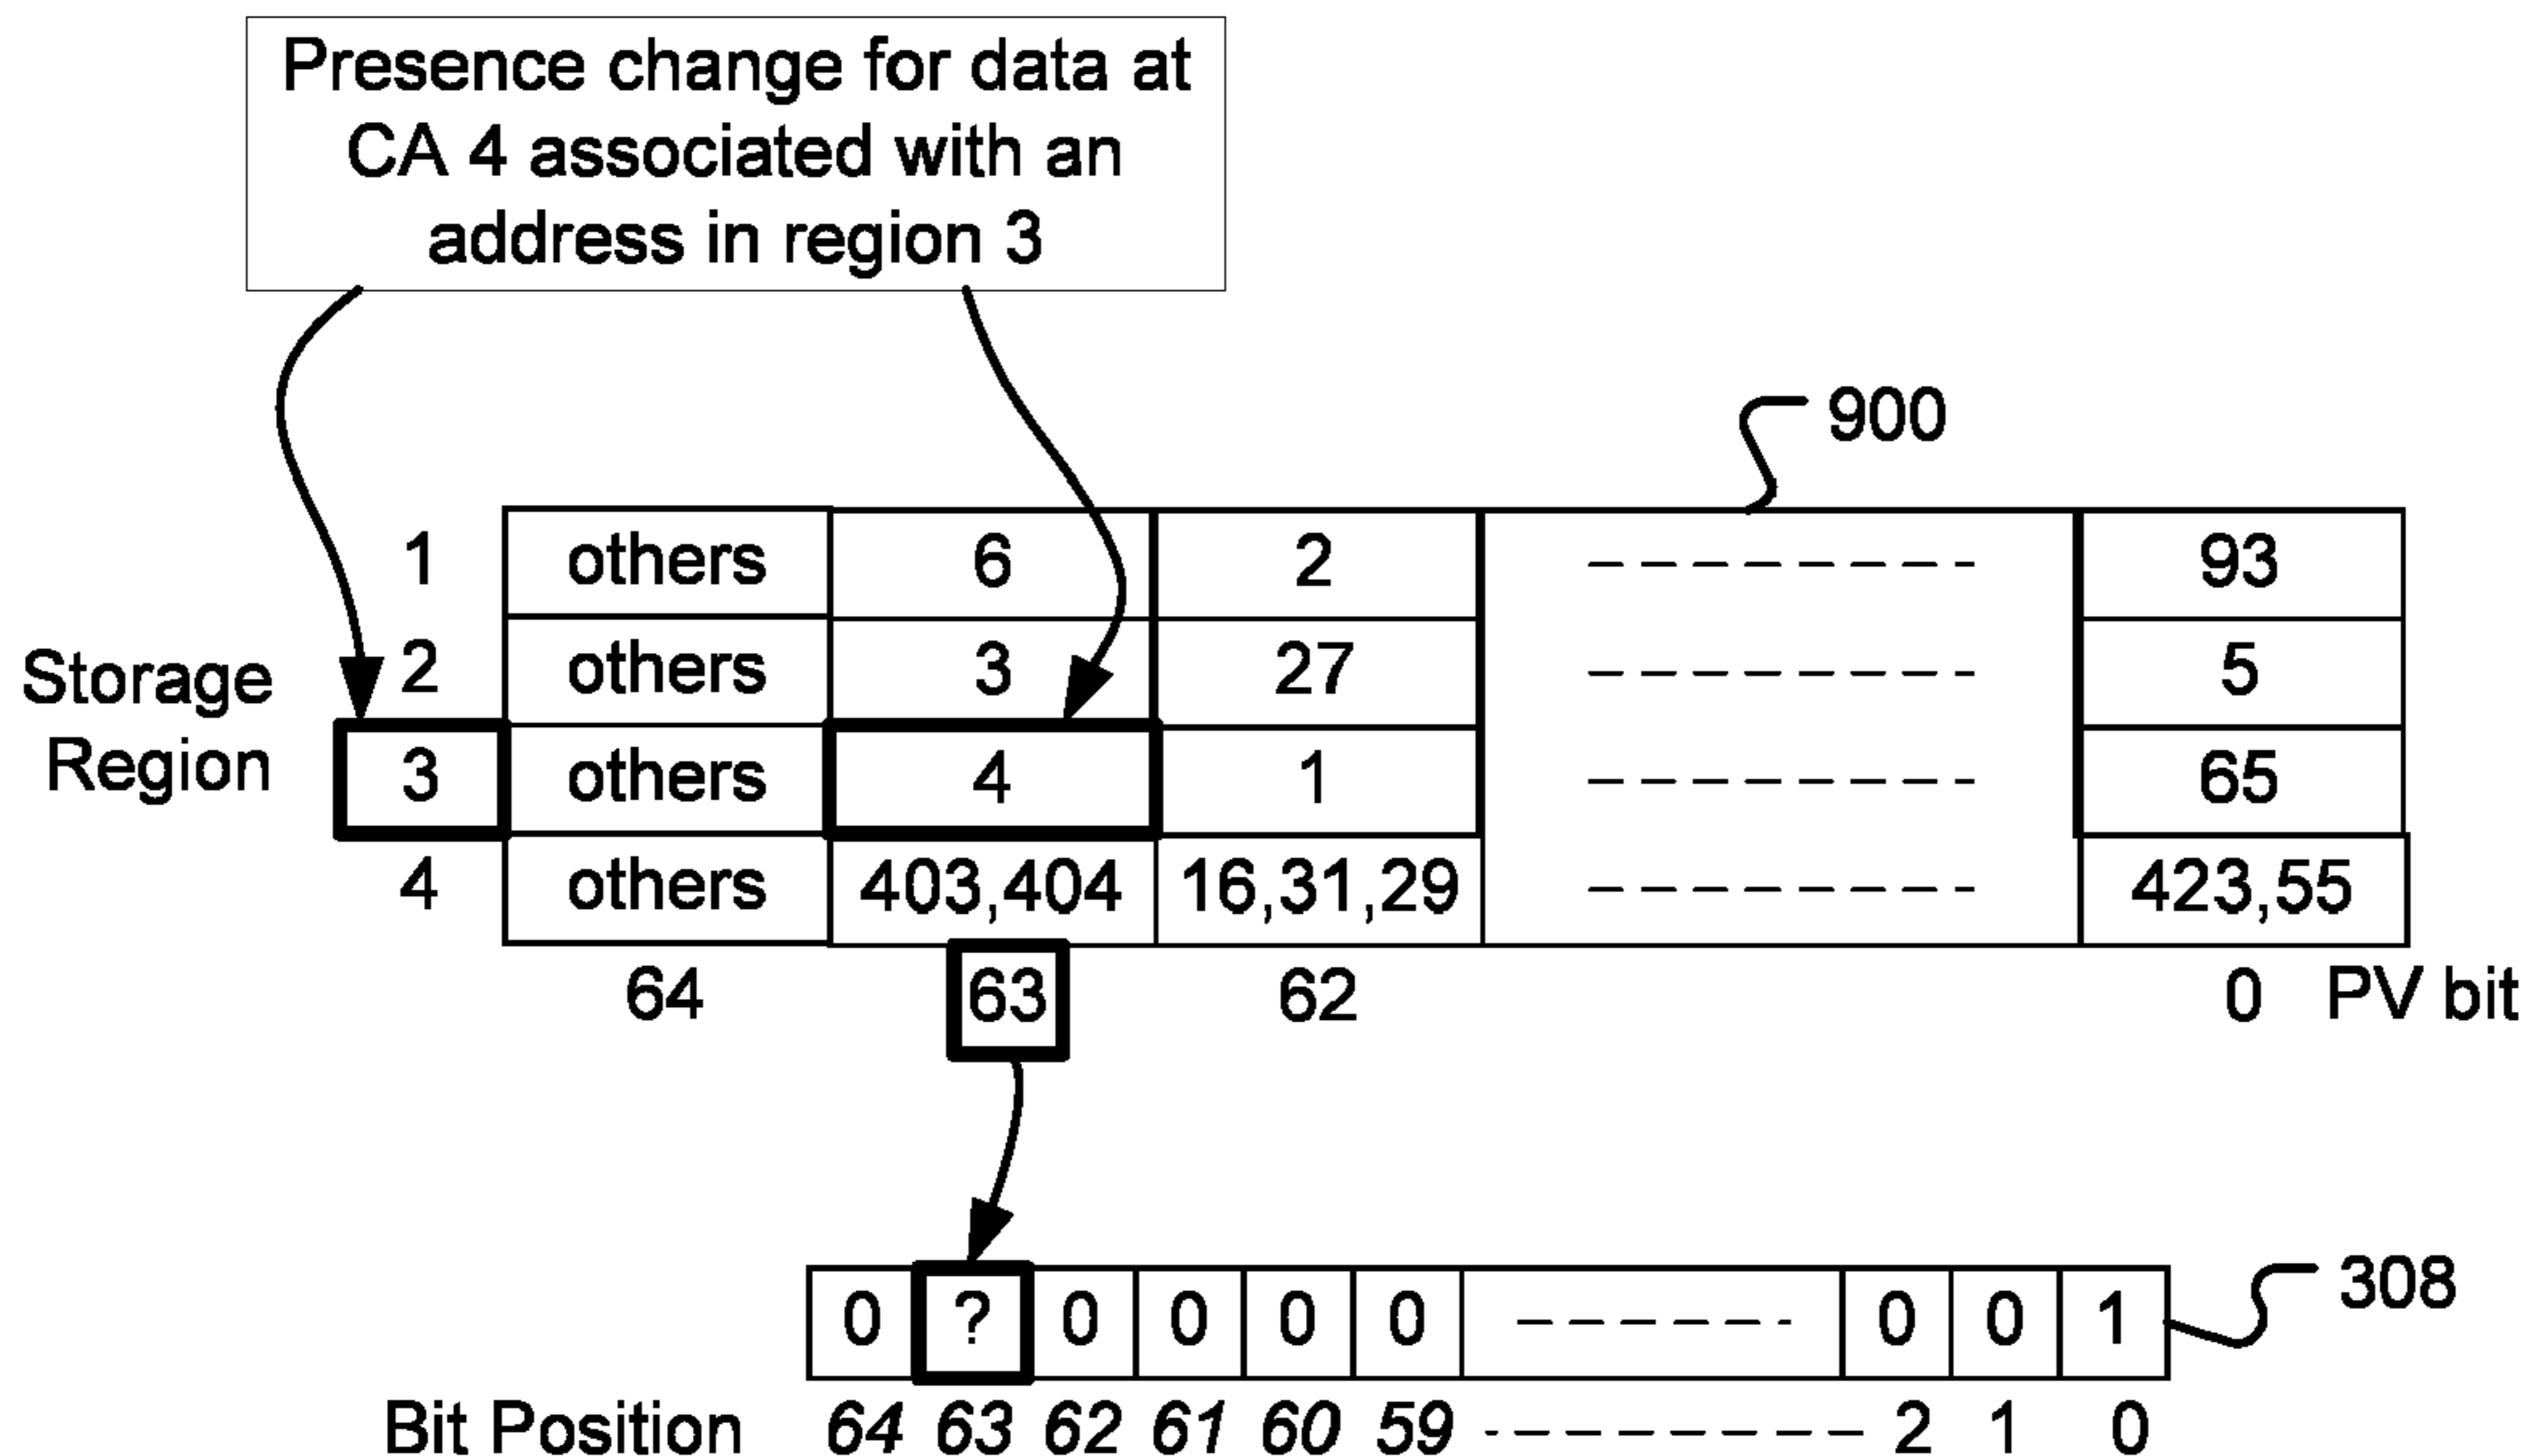 Presence change for data at
CA 4 associated with an
address in region 3
900
1 others 6 2 93
Storage 2 others 3 27 5
Region 3 others 4 1 65
4 others 403,404 16,31,29 423,55
64 63 62 0 PV bit
0 ? 0 0 0 0 0 0 1 308
Bit Position 64 63 62 61 60 59 2 1 0